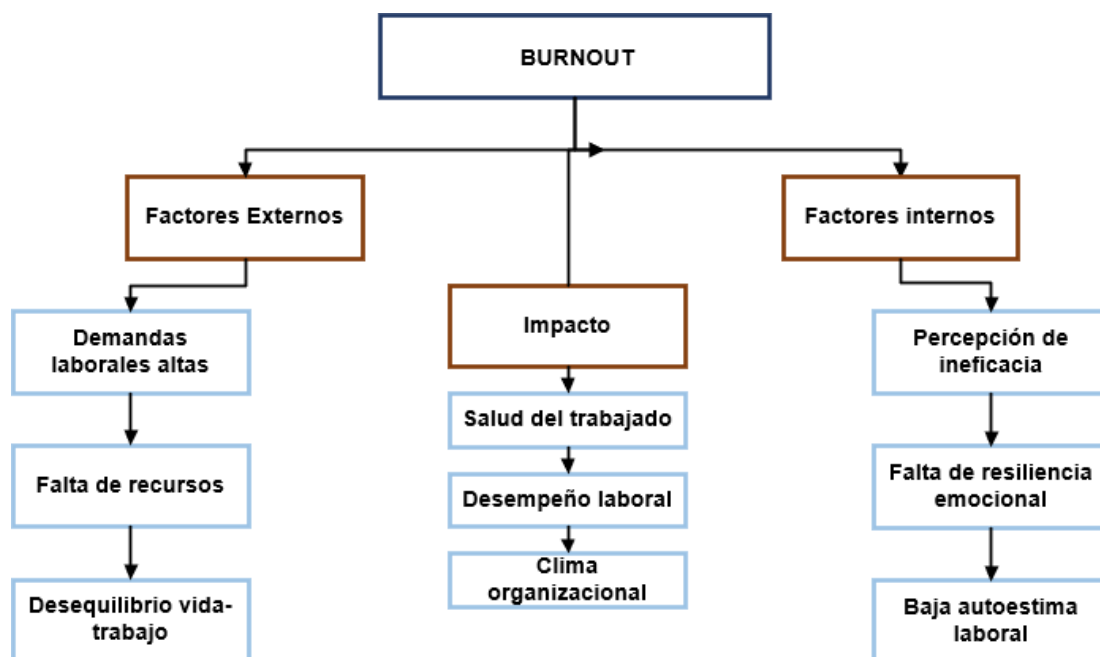 BURNOUT
Factores Externos
Factores internos
Impacto
Demandas
laborales altas
Percepción de
ineficacia
Salud del trabajado
Falta de recursos
Desempeño laboral
Falta de resiliencia
emocional
Clima
organizacional
Desequilibrio vida-
trabajo
Baja autoestima
laboral